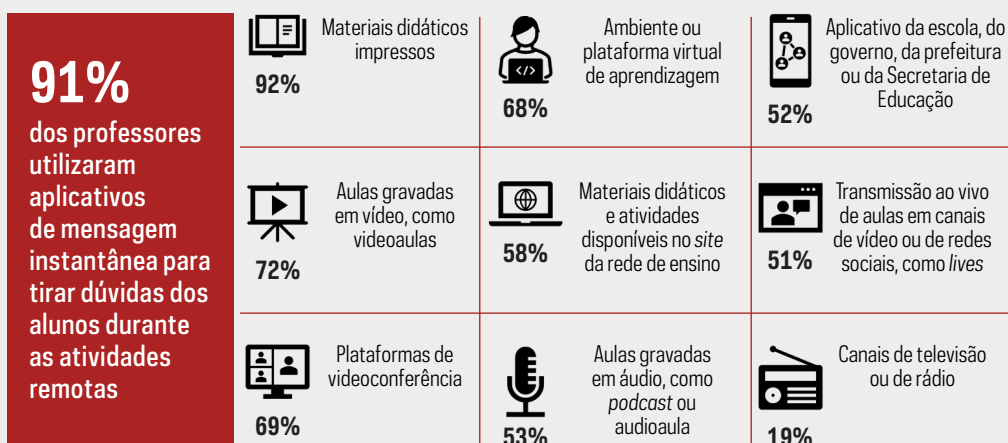 91%
dos professores
utilizaram
aplicativos
de mensagem
instantânea para
tirar dúvidas dos
alunos durante
as atividades
remotas
Materiais didáticos
impressos
92%
Ambiente ou
plataforma virtual
de aprendizagem
68%
Aplicativo da escola, do
governo, da prefeitura
ou da Secretaria de
Educação
52%
Aulas gravadas
em vídeo, como
videoaulas
72%
Materiais didáticos
e atividades
disponíveis no site
da rede de ensino
58%
Transmissão ao vivo
de aulas em canais
de vídeo ou de redes
sociais, como lives
51%
Plataformas de
videoconferência
69%
Aulas gravadas
em áudio, como
podcast ou
audioaula
53%
Canais de televisão
ou de rádio
19%